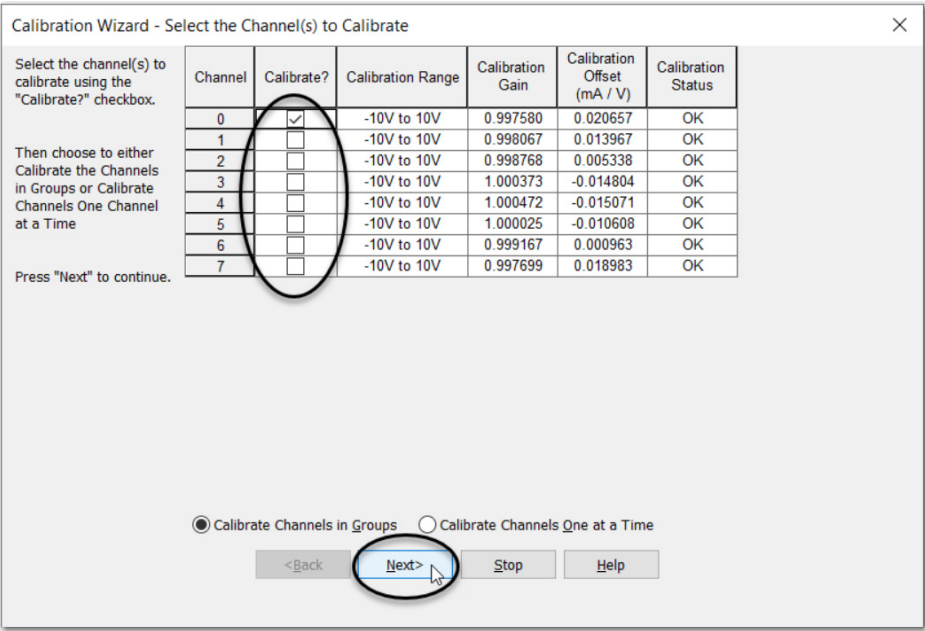 Calibration Wizard - Select the Channel(s) to Calibrate
Select the channel(s) to
calibrate using the
"Calibrate?" checkbox.
Then choose to either
Calibrate the Channels
in Groups or Calibrate
Channels One Channel
at a Time
Press "Next" to continue.
Channel Calibrate? Calibration Range Calibration Gain Calibration Offset (mA / V) Calibration Status
0 -10V to 10V 0.997580 0.020657 OK
1 -10V to 10V 0.998067 0.013967 OK
2 -10V to 10V 0.998768 0.005338 OK
3 -10V to 10V 1.000373 -0.014804 OK
4 -10V to 10V 1.000472 -0.015071 OK
5 -10V to 10V 1.000025 -0.010608 OK
6 -10V to 10V 0.999167 0.000963 OK
7 -10V to 10V 0.997699 0.018983 OK
Calibrate Channels in Groups Calibrate Channels One at a Time
<Back Next> Stop Help